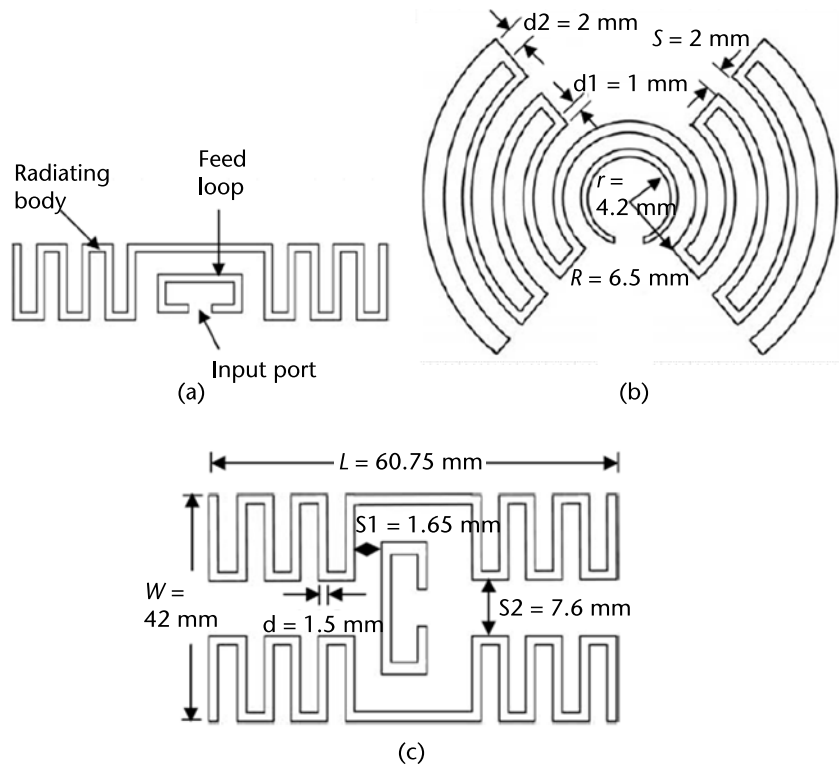 Radiating
body
Feed
loop
Input port
(a)
d2 = 2 mm
S = 2 mm
d1 = 1 mm
r =
4.2 mm
R = 6.5 mm
(b)
L = 60.75 mm
S1 = 1.65 mm
W =
42 mm
d = 1.5 mm
S2 = 7.6 mm
(c)